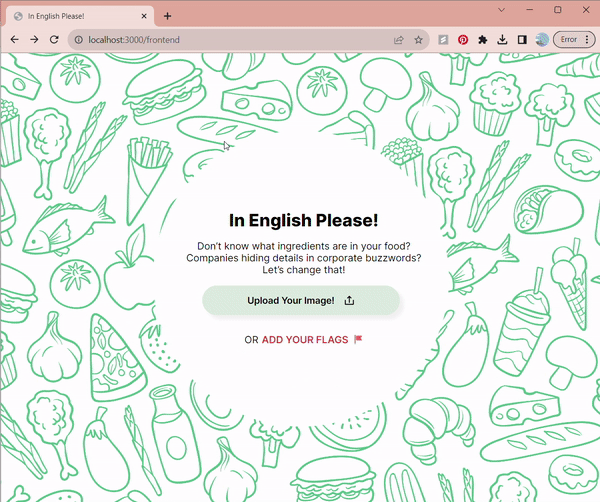 In English Please!
localhost:3000/frontend
Error
In English Please!
Don't know what ingredients are in your food?
Companies hiding details in corporate buzzwords?
Let's change that!
Upload Your Image!
OR ADD YOUR FLAGS